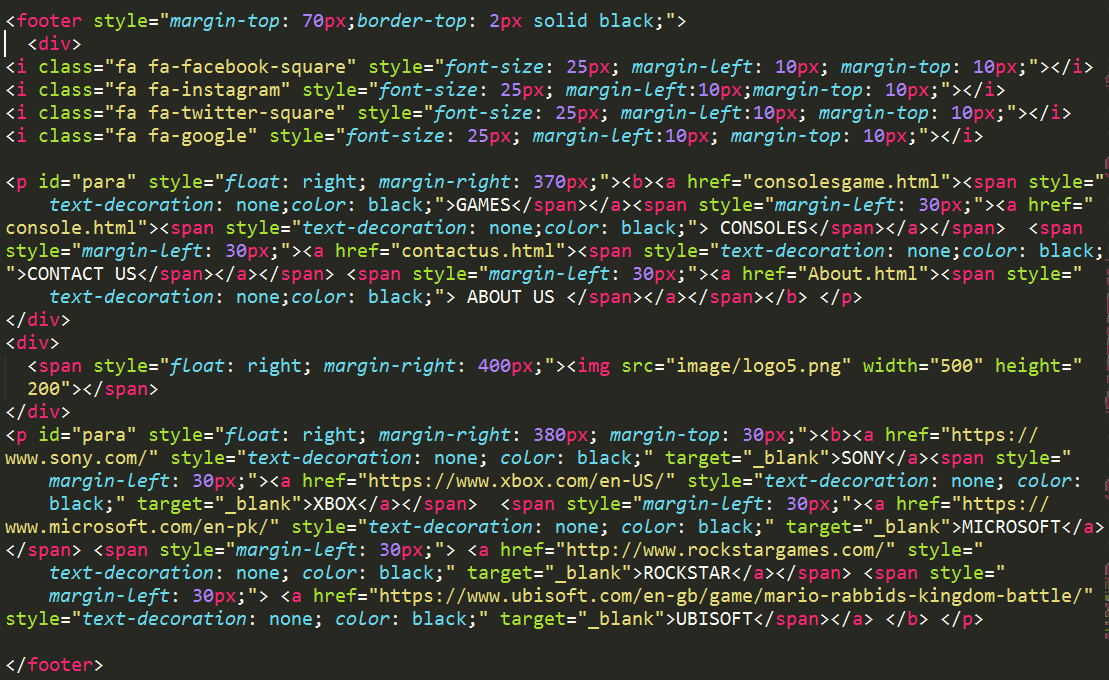 <footer style="margin-top: 70px;border-top: 2px solid black;">
<div>
<i class="fa fa-facebook-square" style="font-size: 25px; margin-left: 10px; margin-top: 10px;"></i>
<i class="fa fa-instagram" style="font-size: 25px; margin-left:10px;margin-top: 10px;"></i>
<i class="fa fa-twitter-square" style="font-size: 25px; margin-left:10px; margin-top: 10px;"></i>
<i class="fa fa-google" style="font-size: 25px; margin-left:10px; margin-top: 10px;"></i>
<p id="para" style="float: right; margin-right: 370px;"><b><a href="consolesgame.html"><span style="
text-decoration: none;color: black;">GAMES</span></a><span style="margin-left: 30px;"><a href="
console.html"><span style="text-decoration: none;color: black;"> CONSOLES</span></a></span>  <span
style="margin-left: 30px;"><a href="contactus.html"><span style="text-decoration: none;color: black;
">CONTACT US</span></a></span> <span style="margin-left: 30px;"><a href="About.html"><span style="
text-decoration: none;color: black;"> ABOUT US </span></a></span></b> </p>
</div>
<div>
<span style="float: right; margin-right: 400px;"><img src="image/logo5.png" width="500" height="
200"></span>
</div>
<p id="para" style="float: right; margin-right: 380px; margin-top: 30px;"><b><a href="https://
www.sony.com/" style="text-decoration: none; color: black;" target="_blank">SONY</a><span style="
margin-left: 30px;"><a href="https://www.xbox.com/en-US/" style="text-decoration: none; color:
black;" target="_blank">XBOX</a></span>  <span style="margin-left: 30px;"><a href="https://
www.microsoft.com/en-pk/" style="text-decoration: none; color: black;" target="_blank">MICROSOFT</a>
</span> <span style="margin-left: 30px;"> <a href="http://www.rockstargames.com/" style="
text-decoration: none; color: black;" target="_blank">ROCKSTAR</a></span> <span style="
margin-left: 30px;"> <a href="https://www.ubisoft.com/en-gb/game/mario-rabbids-kingdom-battle/"
style="text-decoration: none; color: black;" target="_blank">UBISOFT</span></a> </b> </p>
</footer>